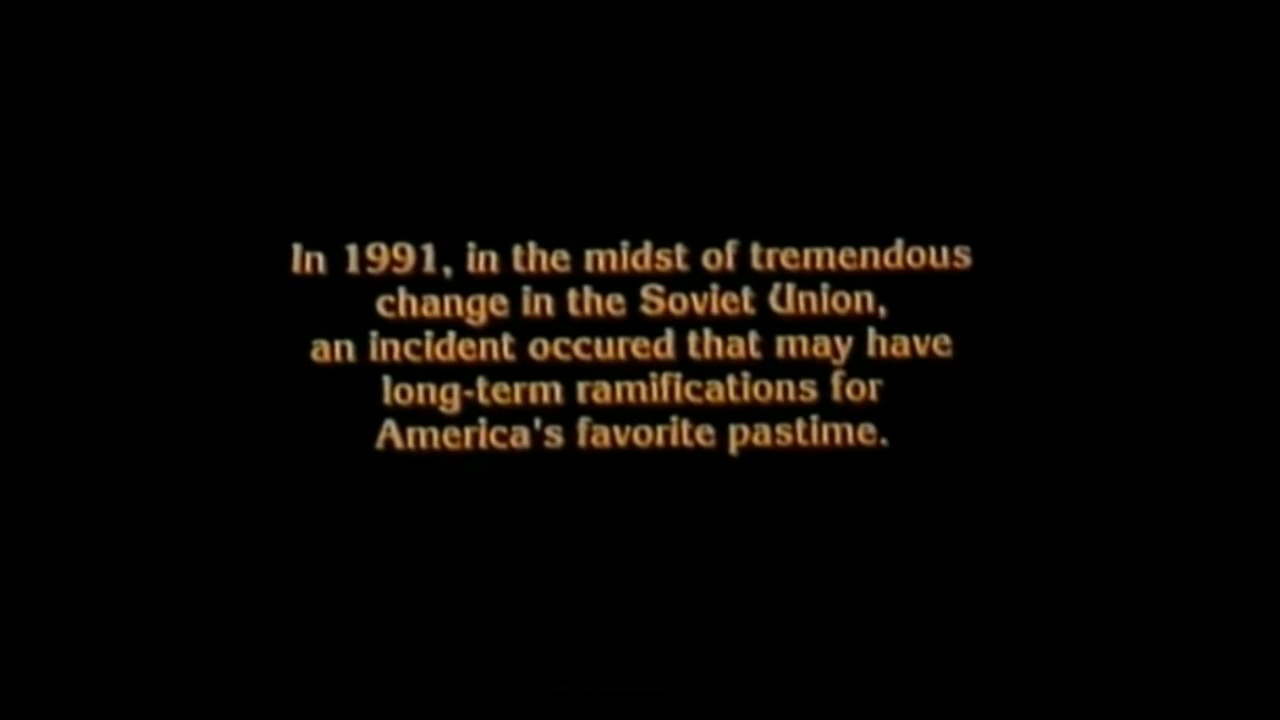 In 1991, in the midst of tremendous
change in the Soviet Union,
an incident occured that may have
long-term ramifications for
America's favorite pastime.